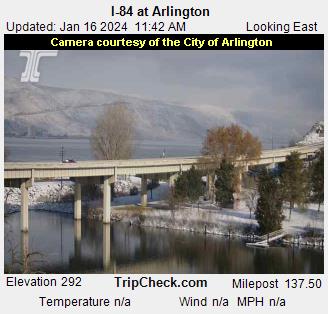 I-84 at Arlington
Updated: Jan 16 2024 11:42 AM Looking East
Camera courtesy of the City of Arlington
Elevation 292 TripCheck.com Milepost 137.50
Temperature n/a Wind n/a MPH n/a